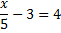 x/5 − 3 = 4